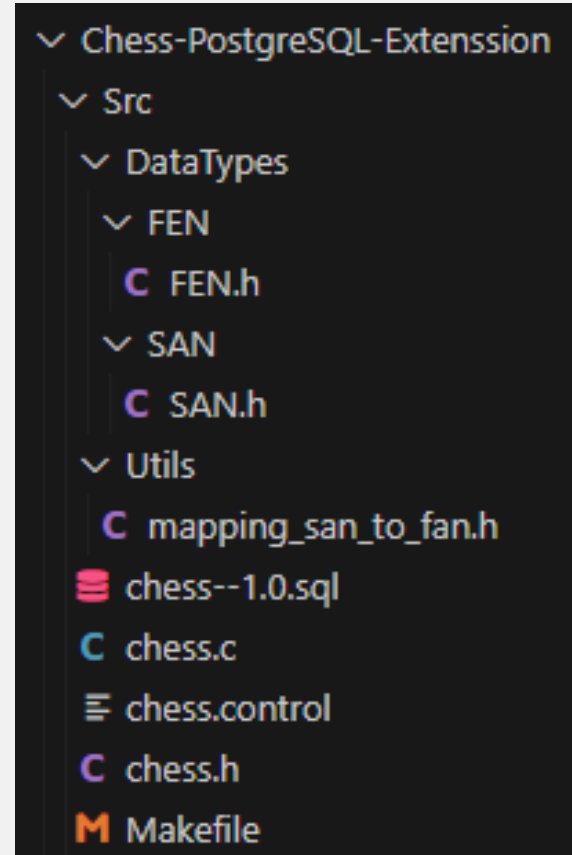 Chess-PostgreSQL-Extenssion
Src
DataTypes
FEN
C FEN.h
SAN
C SAN.h
Utils
C mapping_san_to_fan.h
chess--1.0.sql
C chess.c
chess.control
C chess.h
M Makefile